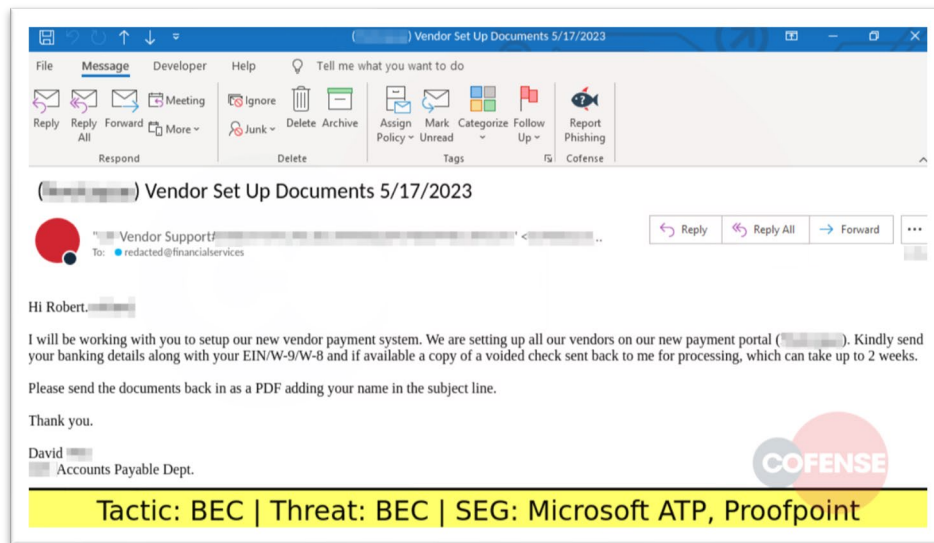 ( ) Vendor Set Up Documents 5/17/2023
File Message Developer Help Tell me what you want to do
Reply
Reply All
Forward
Meeting
More
Ignore
Junk
Delete
Archive
Assign Policy
Mark Unread
Categorize
Follow Up
Report Phishing
Respond Delete Tags Cofense
( ) Vendor Set Up Documents 5/17/2023
" Vendor Support ' < ..
Reply Reply All Forward ...
To: redacted@financialservices
Hi Robert.
I will be working with you to setup our new vendor payment system. We are setting up all our vendors on our new payment portal ( ). Kindly send
your banking details along with your EIN/W-9/W-8 and if available a copy of a voided check sent back to me for processing, which can take up to 2 weeks.
Please send the documents back in as a PDF adding your name in the subject line.
Thank you.
David
Accounts Payable Dept.
COFENSE
Tactic: BEC | Threat: BEC | SEG: Microsoft ATP, Proofpoint